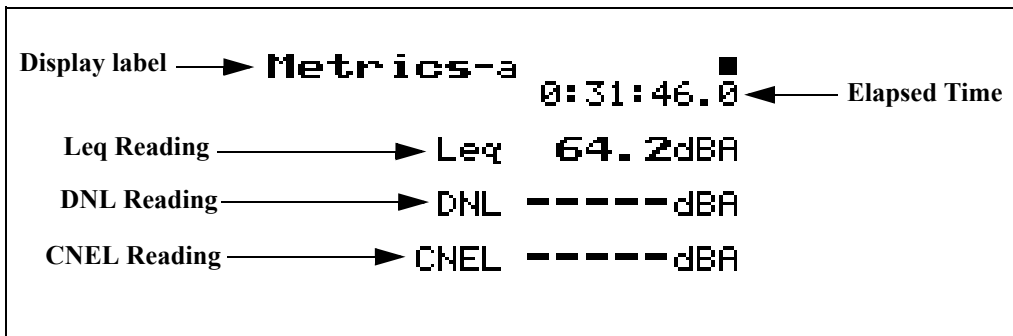 Display label Metrics-a
0:31:46.0 Elapsed Time
Leq Reading Leq 64.2dBA
DNL Reading DNL -----dBA
CNEL Reading CNEL -----dBA